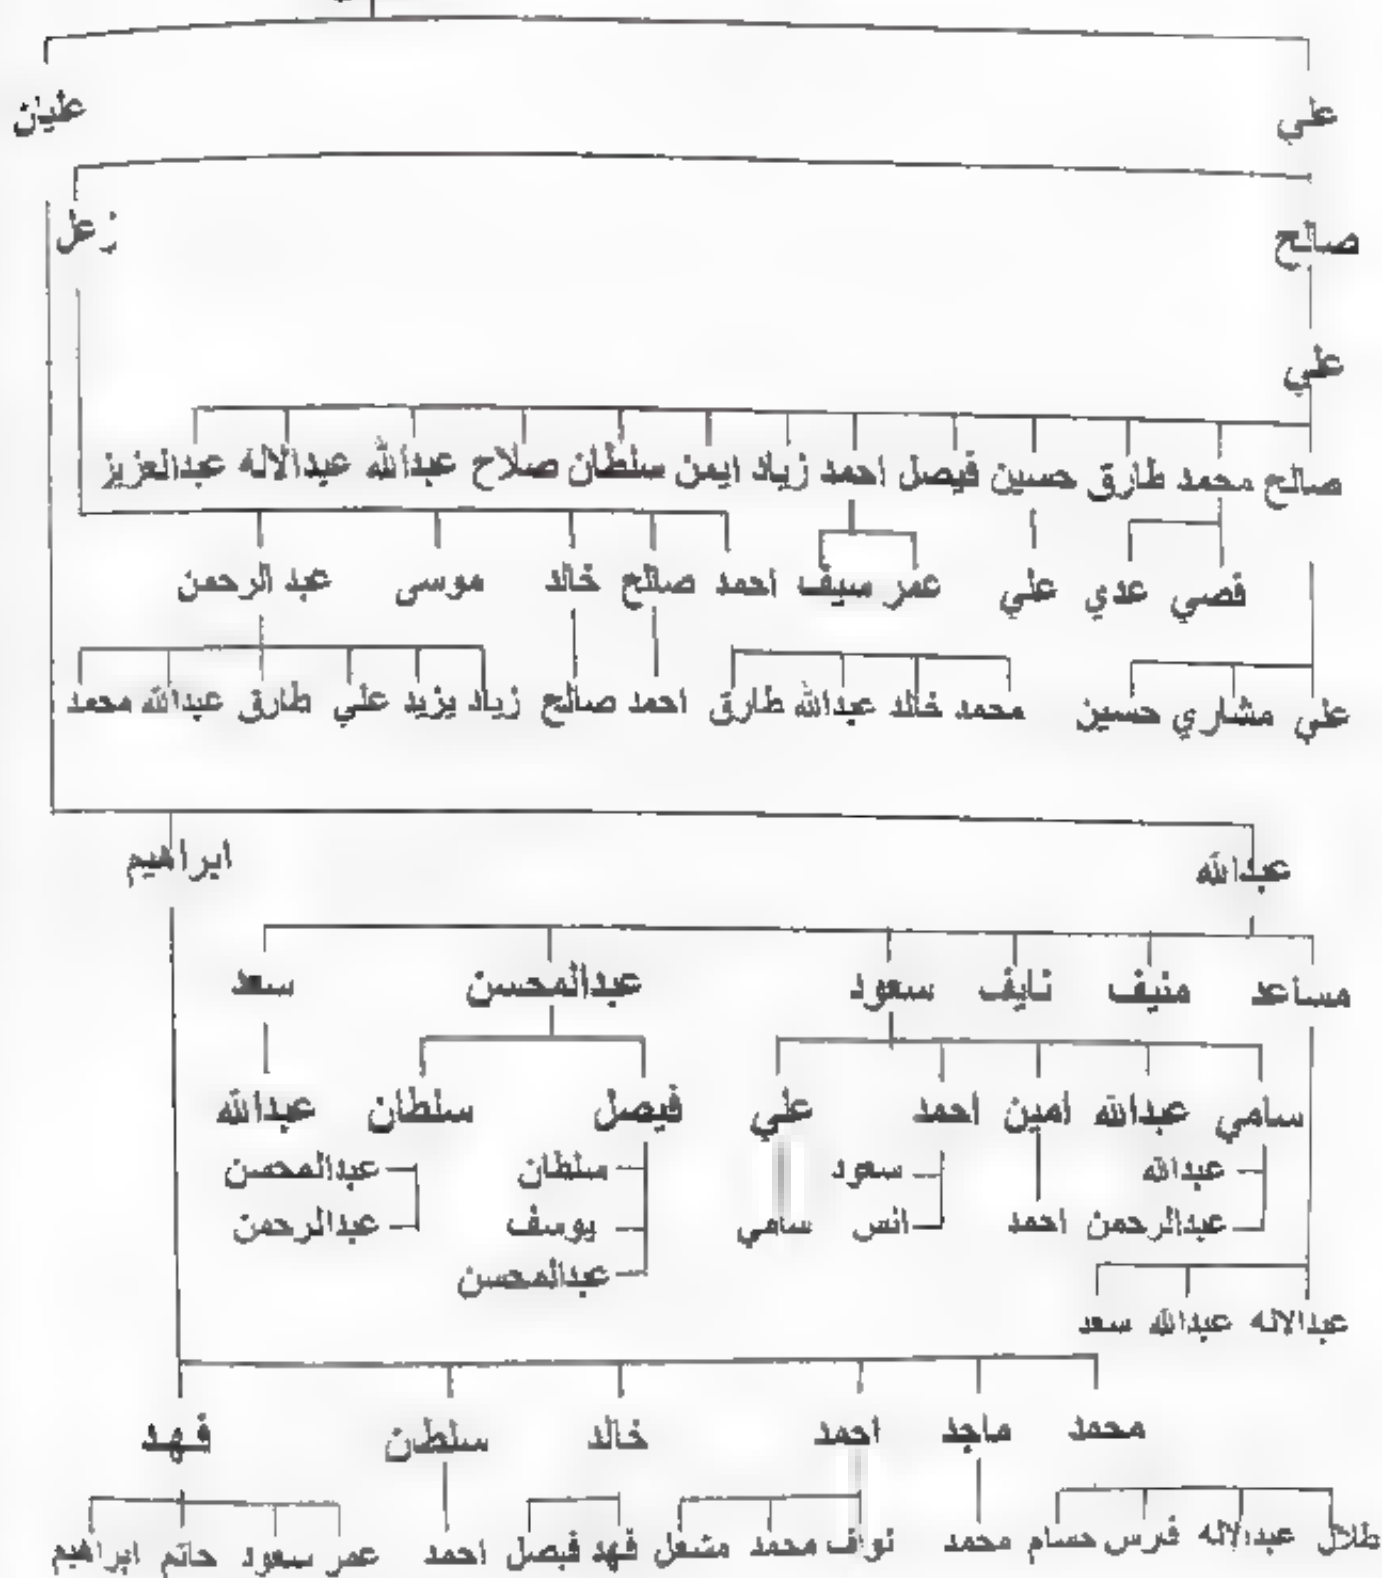 علي عليان
صالح زعل
علي
صالح محمد طارق حسين فيصل احمد زياد ايمن سلطان صلاح عبدالله عبدالاله عبدالعزيز
قصي عدي علي عمر سيف احمد صالح خالد موسى عبد الرحمن
علي مشاري حسين محمد خالد عبدالله طارق احمد صالح زياد يزيد علي طارق عبدالله محمد
عبدالله ابراهيم
مساعد منيف نايف سعود عبدالمحسن سعد
سامي عبدالله امين احمد علي فيصل سلطان عبدالله
عبدالله سعود سلطان عبدالمحسن
عبدالرحمن احمد انس سامي يوسف عبدالرحمن
عبدالمحسن
عبدالاله عبدالله سعد
محمد ماجد احمد خالد سلطان فهد
طلال عبدالاله فرس حسام محمد نواف محمد مشعل فهد فيصل احمد عمر سعود حاتم ابراهيم